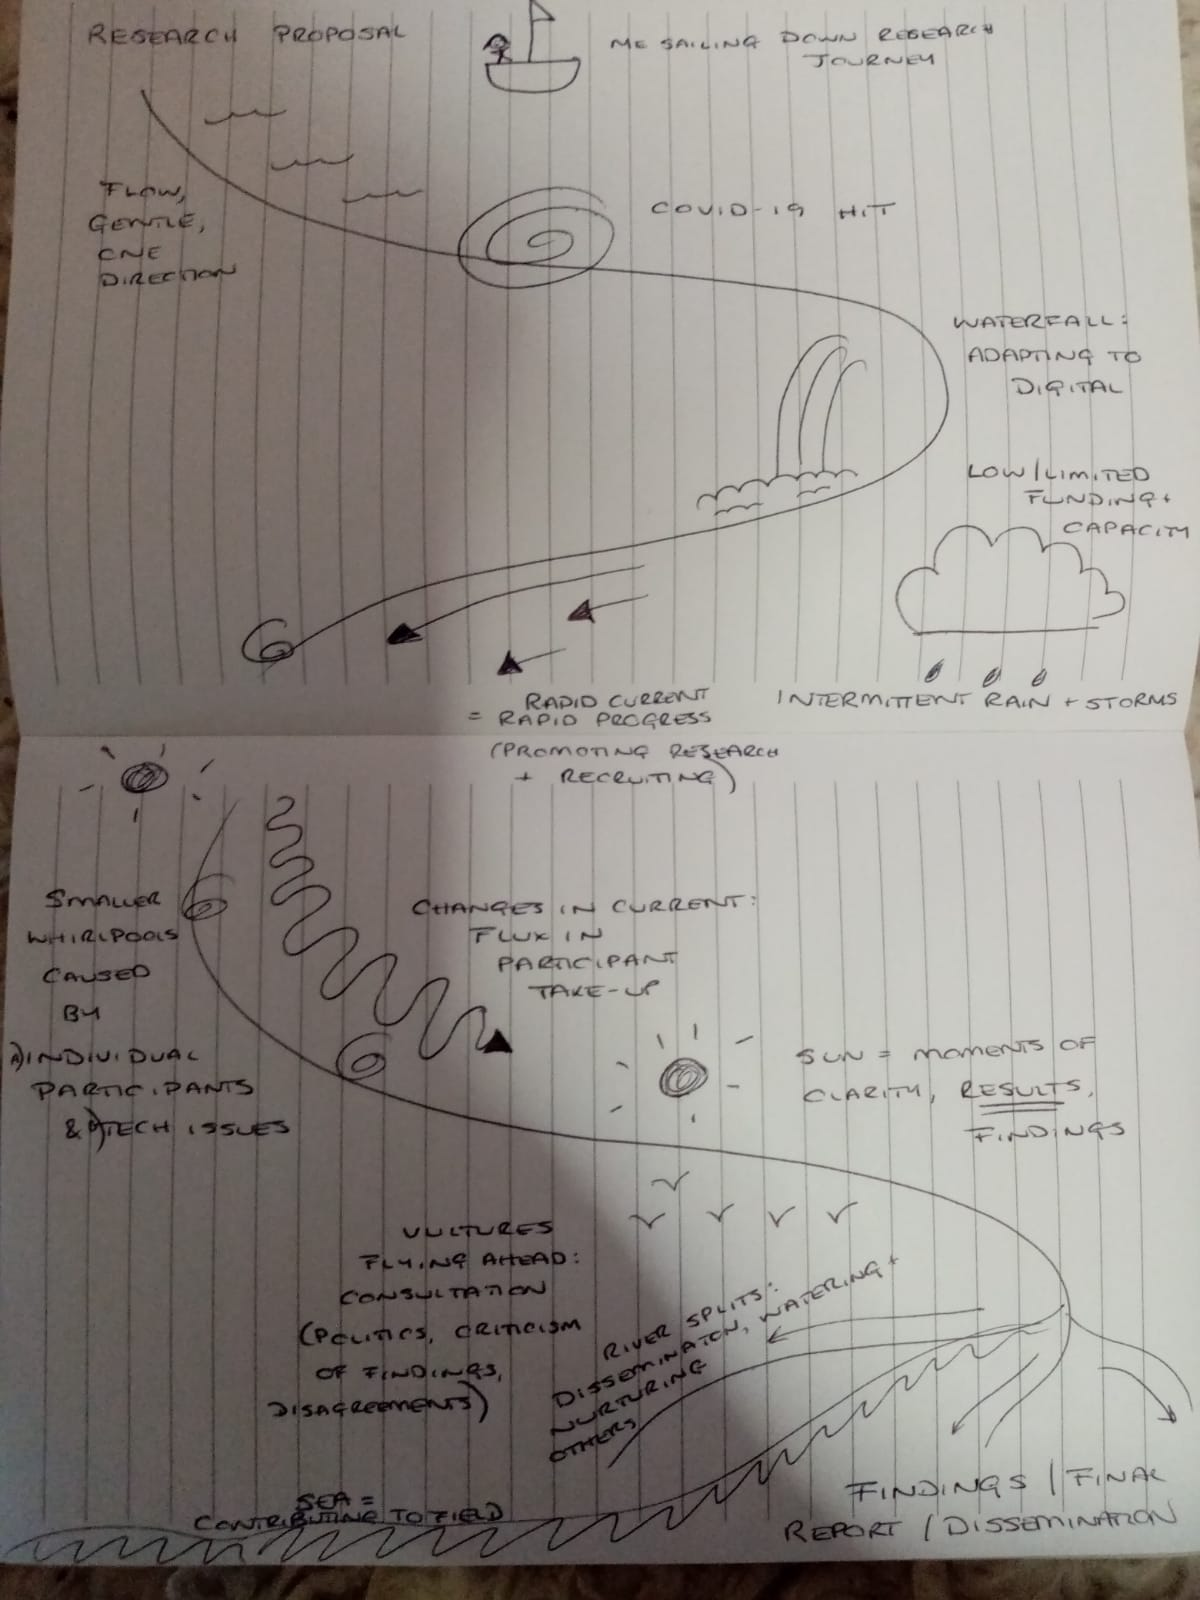 RESEARCH PROPOSAL
ME SAILING DOWN RESEARCH
JOURNEY
FLOW,
GENTLE,
ONE
DIRECTION
COVID-19 HIT
WATERFALL:
ADAPTING TO
DIGITAL
LOW/LIMITED
FUNDING+
CAPACITY
INTERMITTENT RAIN + STORMS
RAPID CURRENT
= RAPID PROGRESS
(PROMOTING RESEARCH
+ RECRUITING)
SMALLER
WHIRLPOOLS
CAUSED
BY
A) INDIVIDUAL
PARTICIPANTS
& B) TECH ISSUES
CHANGES IN CURRENT:
FLUX IN
PARTICIPANT
TAKE-UP
SUN = MOMENTS OF
CLARITY, RESULTS,
FINDINGS
VULTURES
FLYING AHEAD:
CONSULTATION
(POLITICS, CRITICISM
OF FINDINGS,
DISAGREEMENTS)
RIVER SPLITS:
DISSEMINATON, WATERING +
NURTURING
OTHERS
FINDINGS / FINAL
REPORT / DISSEMINATION
SEA =
CONTRIBUTING TO FIELD